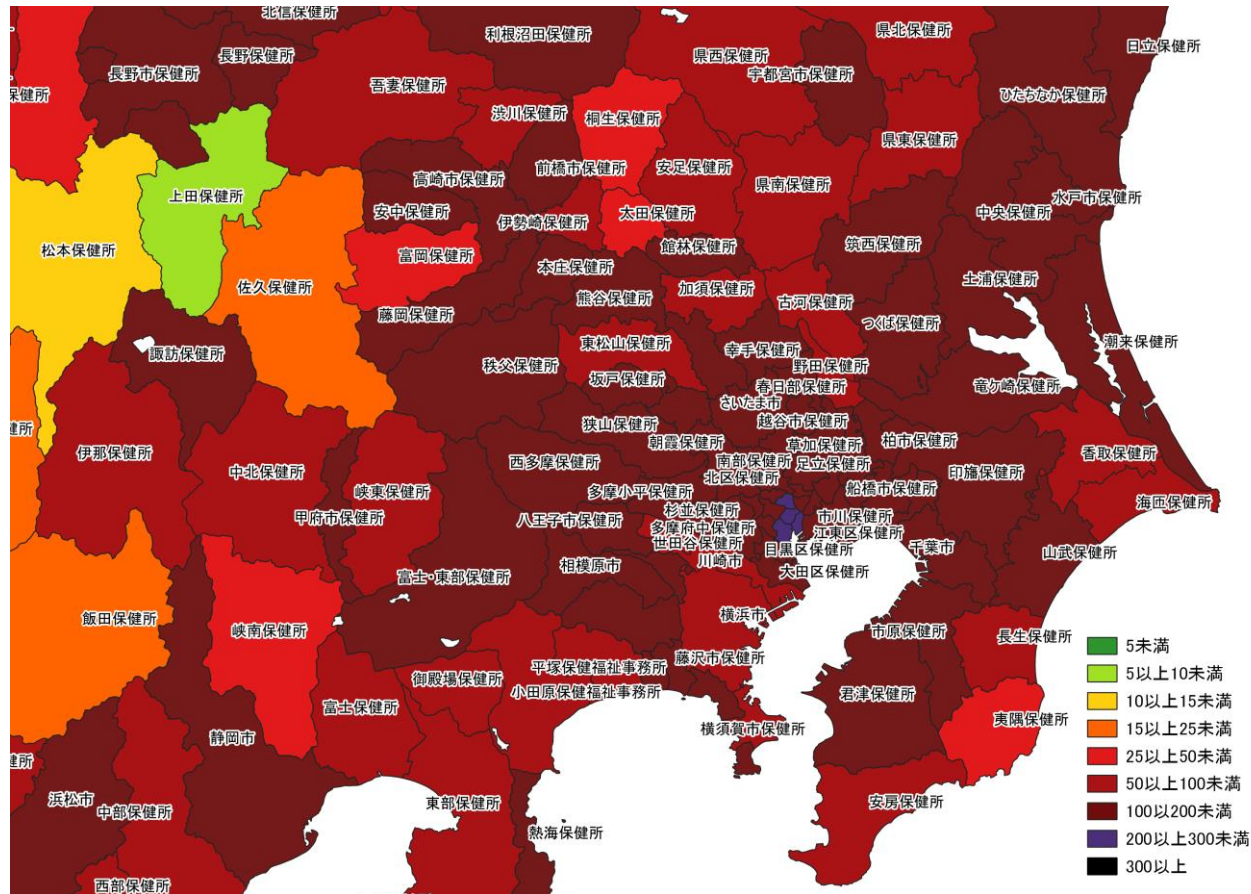 北信保健所
利根沼田保健所
県北保健所
県西保健所
日立保健所
長野保健所
長野市保健所
宇都宮市保健所
吾妻保健所
保健所
ひたちなか保健所
渋川保健所
桐生保健所
県東保健所
前橋市保健所
安足保健所
高崎市保健所
県南保健所
上田保健所
水戸市保健所
安中保健所
太田保健所
中央保健所
伊勢崎保健所
館林保健所
筑西保健所
松本保健所
富岡保健所
本庄保健所
土浦保健所
佐久保健所
加須保健所
熊谷保健所
古河保健所
藤岡保健所
つくば保健所
東松山保健所
幸手保健所
潮来保健所
諏訪保健所
秩父保健所
野田保健所
坂戸保健所
春日部保健所
竜ケ崎保健所
さいたま市
狭山保健所
越谷市保健所
健所
朝霞保健所
草加保健所
柏市保健所
伊那保健所
香取保健所
西多摩保健所
南部保健所
足立保健所
中北保健所
峡東保健所
北区保健所
印旛保健所
多摩小平保健所
船橋市保健所
海匝保健所
杉並保健所
甲府市保健所
八王子市保健所
市川保健所
多摩府中保健所
江東区保健所
世田谷保健所
目黒区保健所
千葉市
山武保健所
川崎市
相模原市
大田区保健所
富士・東部保健所
飯田保健所
横浜市
峡南保健所
市原保健所
長生保健所
藤沢市保健所
平塚保健福祉事務所
御殿場保健所
小田原保健福祉事務所
君津保健所
富士保健所
夷隅保健所
横須賀市保健所
静岡市
健所
浜松市
中部保健所
東部保健所
安房保健所
熱海保健所
西部保健所
5未満
5以上10未満
10以上15未満
15以上25未満
25以上50未満
50以上100未満
100以200未満
200以上300未満
300以上